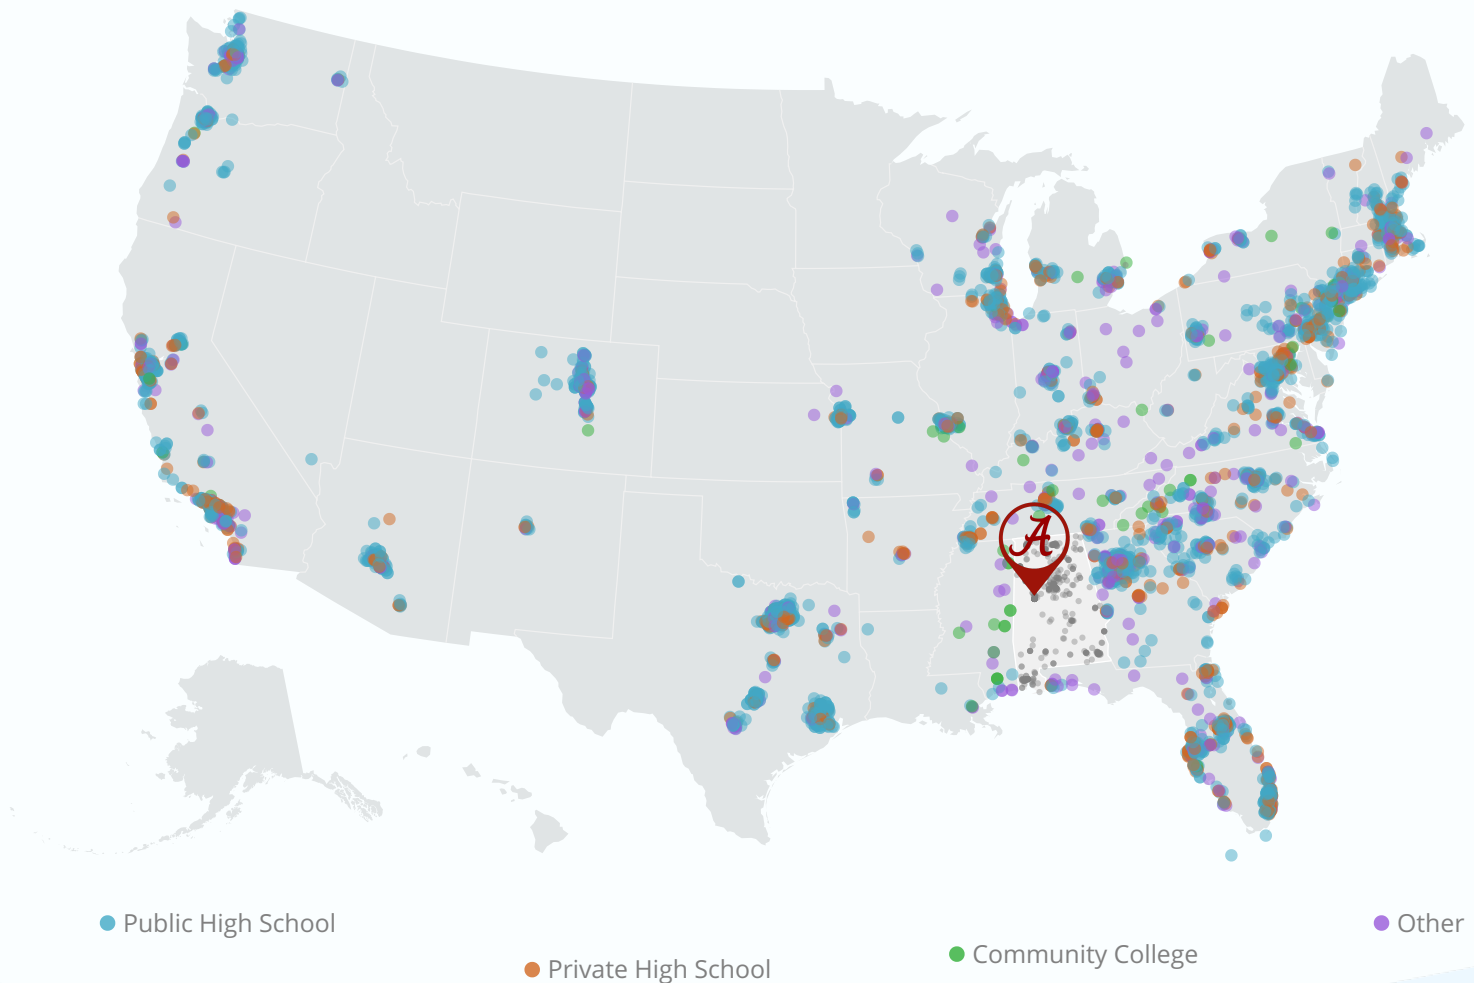 A
Public High School
Private High School
Community College
Other